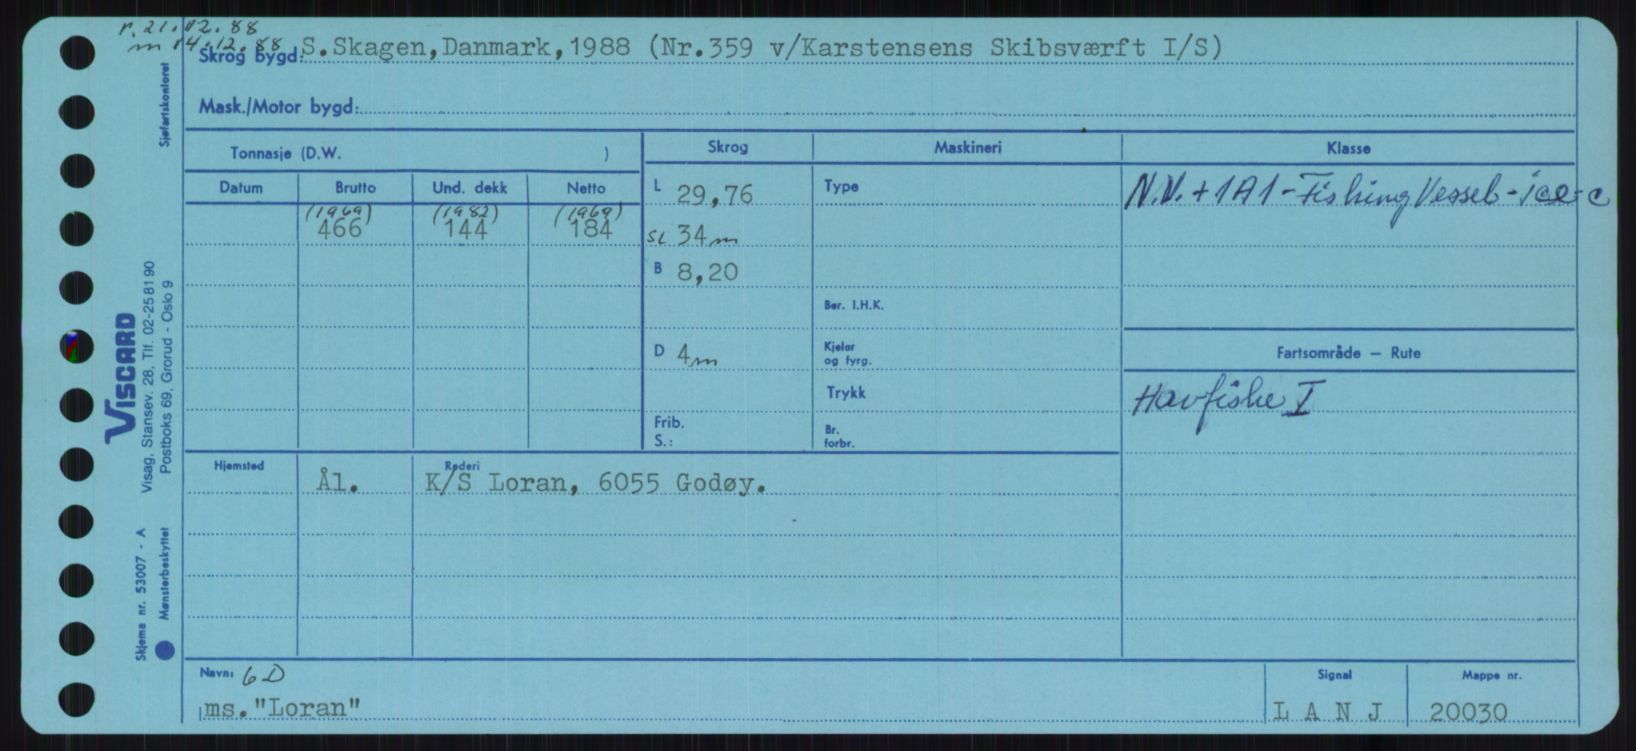 r. 21.12.88
m 14.12.88
Skrog bygd: S.Skagen,Danmark,1988 (Nr.359 v/Karstensens Skibsværft I/S)
Mask./Motor bygd:
Sjøfartskontoret
Tonnasje (D.W. )
Skrog
Maskineri
Klasse
Datum Brutto Und. dekk Netto
L 29,76
Type
N.V. + 1A1 - Fishing Vessel - ice - c
(1969) (1982) (1969)
466 144 184
SL 34 m
B 8,20
Ber. I.H.K.
D 4 m
Kjeler
og fyrg.
Fartsområde — Rute
Trykk
Havfiske I
Frib.
S.:
Br.
forbr.
Hjemsted Rederi
Ål. K/S Loran, 6055 Godøy.
VISCARD
Visag, Stansev. 28, Tlf. 02-25 81 90
Postboks 69, Grorud - Oslo 9
Skjema nr. 53007 - A
Mønsterbeskyttet
Navn: 6D
ms."Loran"
Signal
L A N J
Mappe nr.
20030